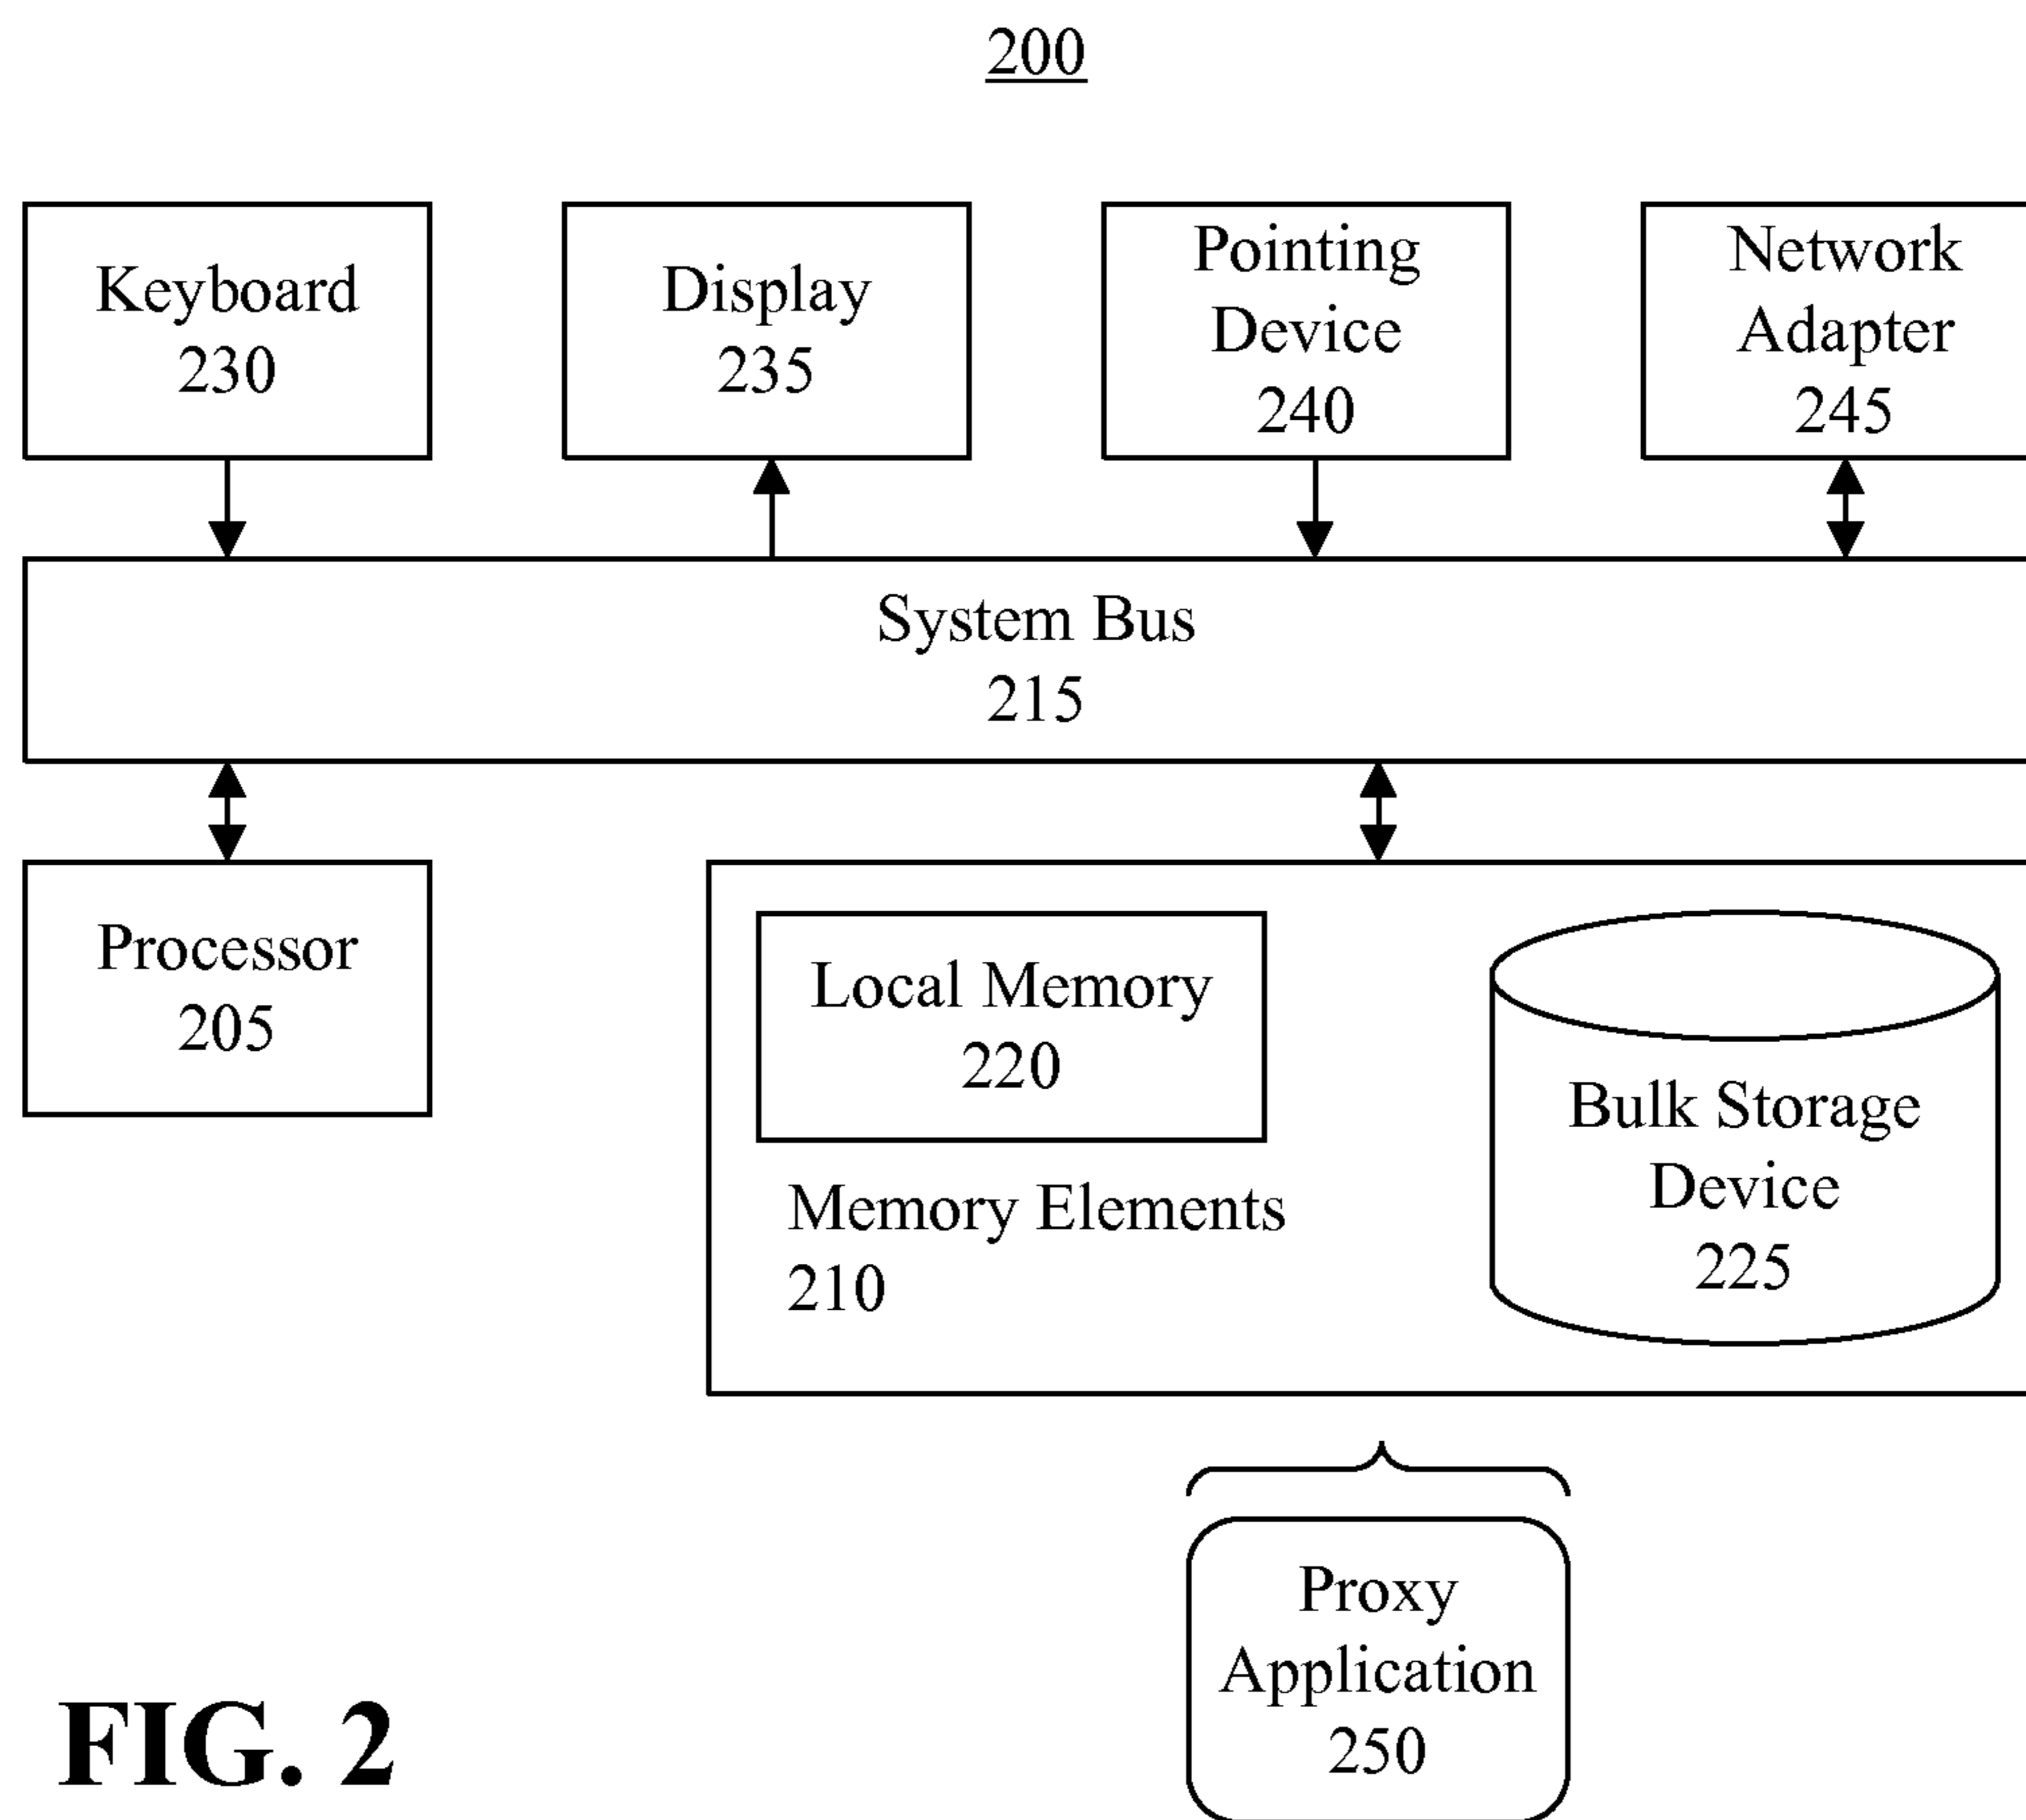 200
Keyboard
230
Display
235
Pointing
Device
240
Network
Adapter
245
System Bus
215
Processor
205
Local Memory
220
Memory Elements
210
Bulk Storage
Device
225
Proxy
Application
250
FIG. 2